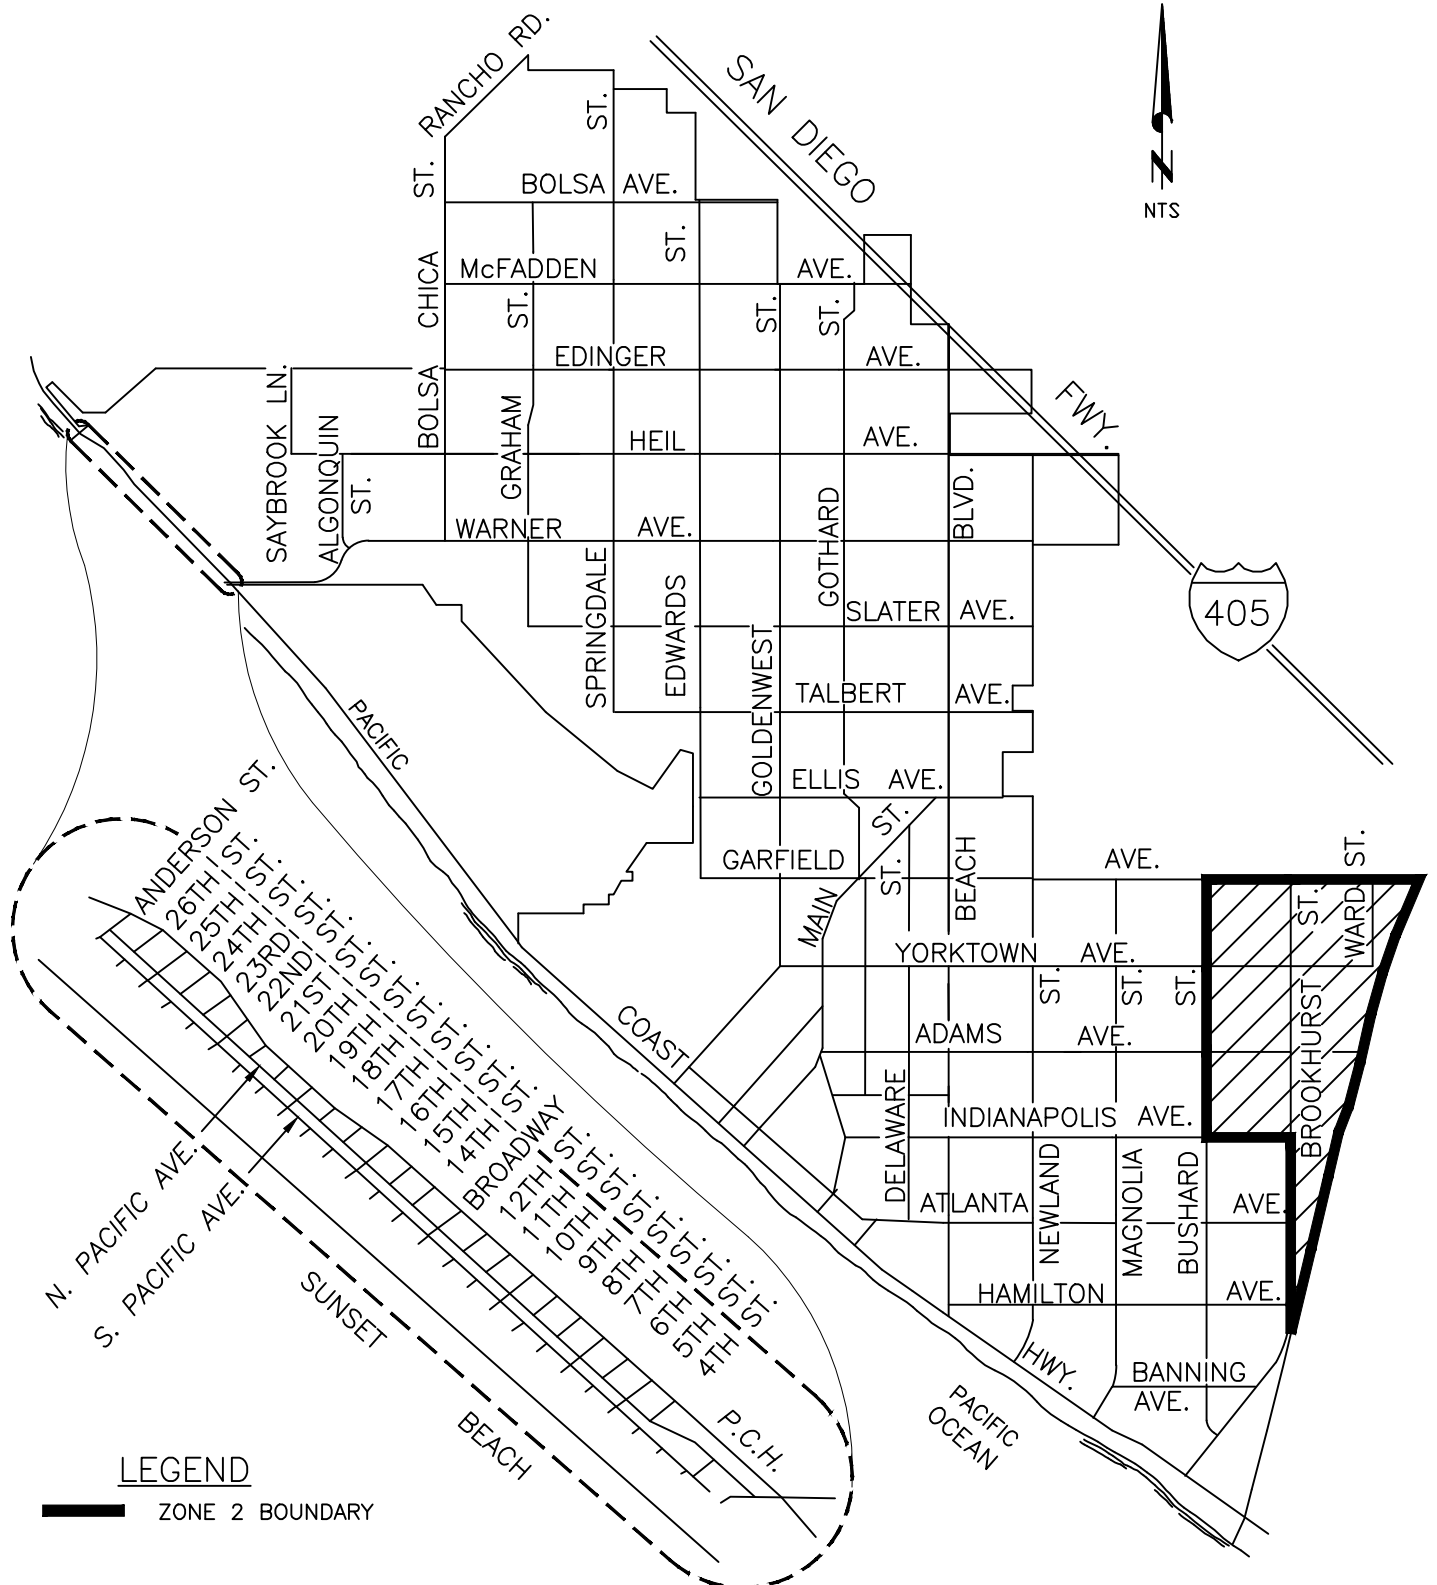 RANCHO RD.
SAN DIEGO
FWY.
N
NTS
BOLSA AVE.
McFADDEN AVE.
EDINGER AVE.
HEIL AVE.
WARNER AVE.
SLATER AVE.
TALBERT AVE.
ELLIS AVE.
GARFIELD AVE.
YORKTOWN AVE.
ADAMS AVE.
INDIANAPOLIS AVE.
ATLANTA AVE.
HAMILTON AVE.
BANNING
AVE.
405
SAYBROOK LN.
ALGONQUIN
ST.
BOLSA CHICA ST.
GRAHAM ST.
SPRINGDALE ST.
EDWARDS ST.
GOLDENWEST ST.
GOTHARD ST.
BEACH BLVD.
MAIN ST.
DELAWARE ST.
NEWLAND ST.
MAGNOLIA ST.
BUSHARD ST.
BROOKHURST ST.
WARD ST.
PACIFIC COAST HWY.
PACIFIC
OCEAN
ANDERSON ST.
26TH ST.
25TH ST.
24TH ST.
23RD ST.
22ND ST.
21ST ST.
20TH ST.
19TH ST.
18TH ST.
17TH ST.
16TH ST.
15TH ST.
14TH ST.
BROADWAY
12TH ST.
11TH ST.
10TH ST.
9TH ST.
8TH ST.
7TH ST.
6TH ST.
5TH ST.
4TH ST.
N. PACIFIC AVE.
S. PACIFIC AVE.
SUNSET
BEACH
P.C.H.
LEGEND
ZONE 2 BOUNDARY